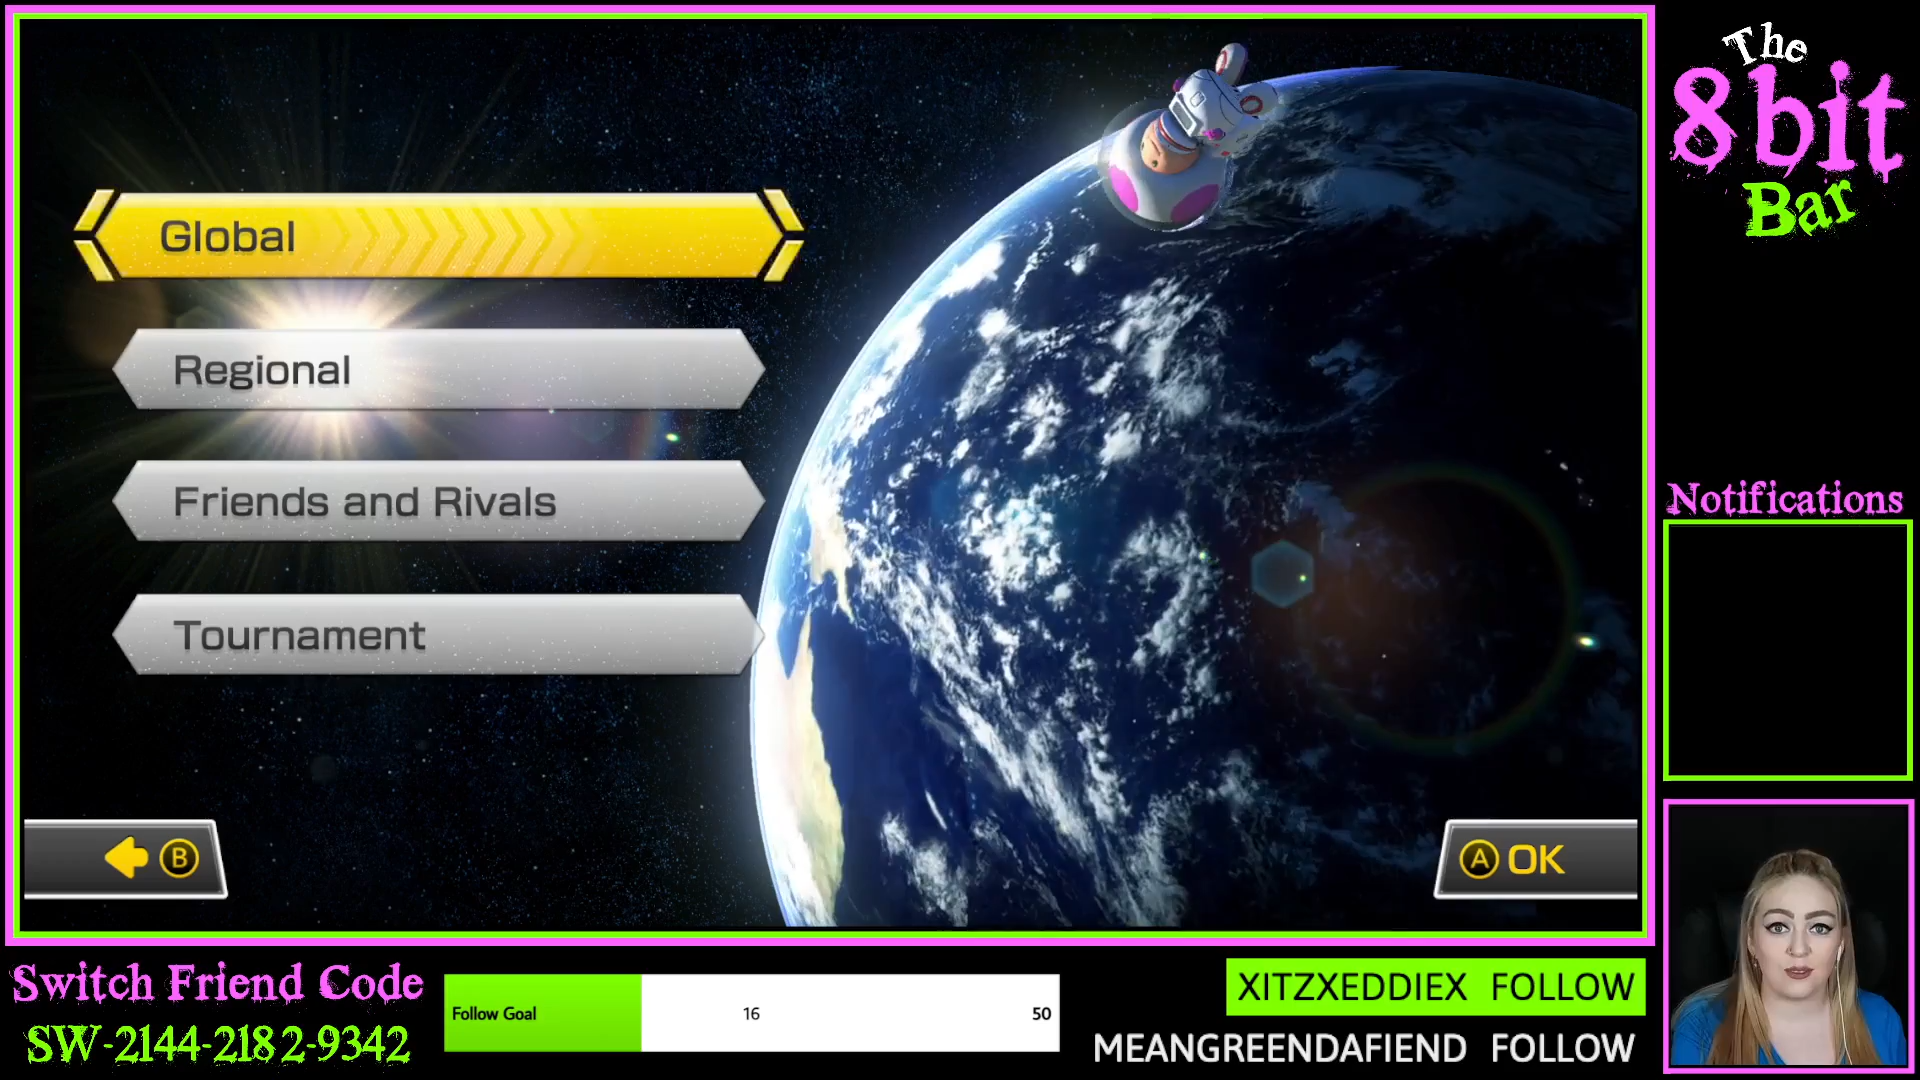 Global
Regional
Friends and Rivals
Tournament
B
A OK
The
8bit
Bar
Notifications
Switch Friend Code
SW-2144-2182-9342
Follow Goal 16 50
XITZXEDDIEX FOLLOW
MEANGREENDAFIEND FOLLOW